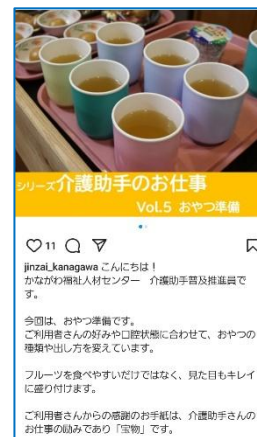 シリーズ介護助手のお仕事
Vol.5 おやつ準備
11
jinzai_kanagawa こんにちは！
かながわ福祉人材センター　介護助手普及推進員で
す。
今回は、おやつ準備です。
ご利用者さんの好みや口腔状態に合わせて、おやつの
種類や出し方を変えています。
フルーツを食べやすいだけではなく、見た目もキレイ
に盛り付けます。
ご利用者さんからの感謝のお手紙は、介護助手さんの
お仕事の励みであり「宝物」です。